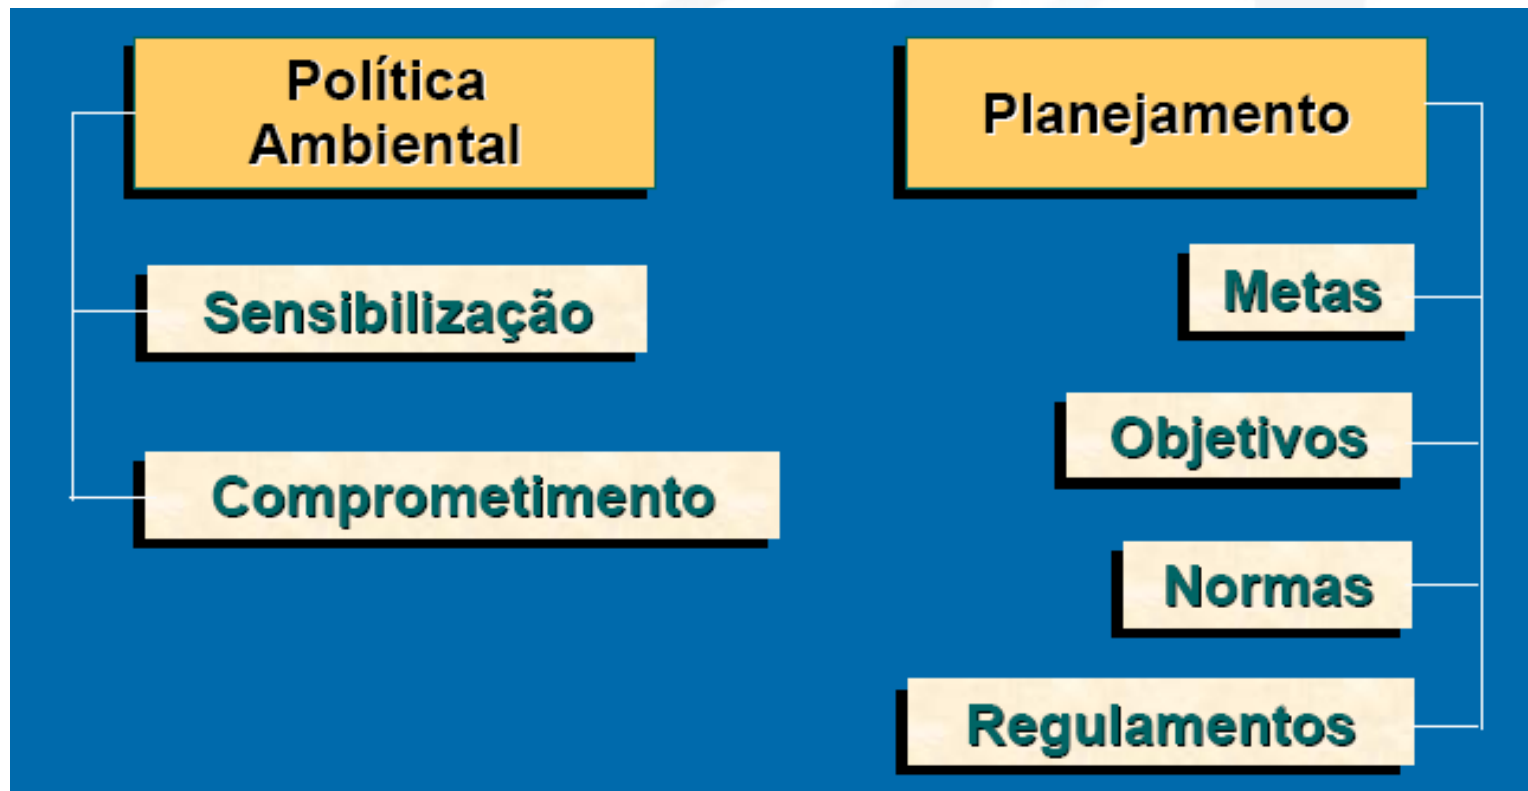 Política
Ambiental
Sensibilização
Comprometimento
Planejamento
Metas
Objetivos
Normas
Regulamentos